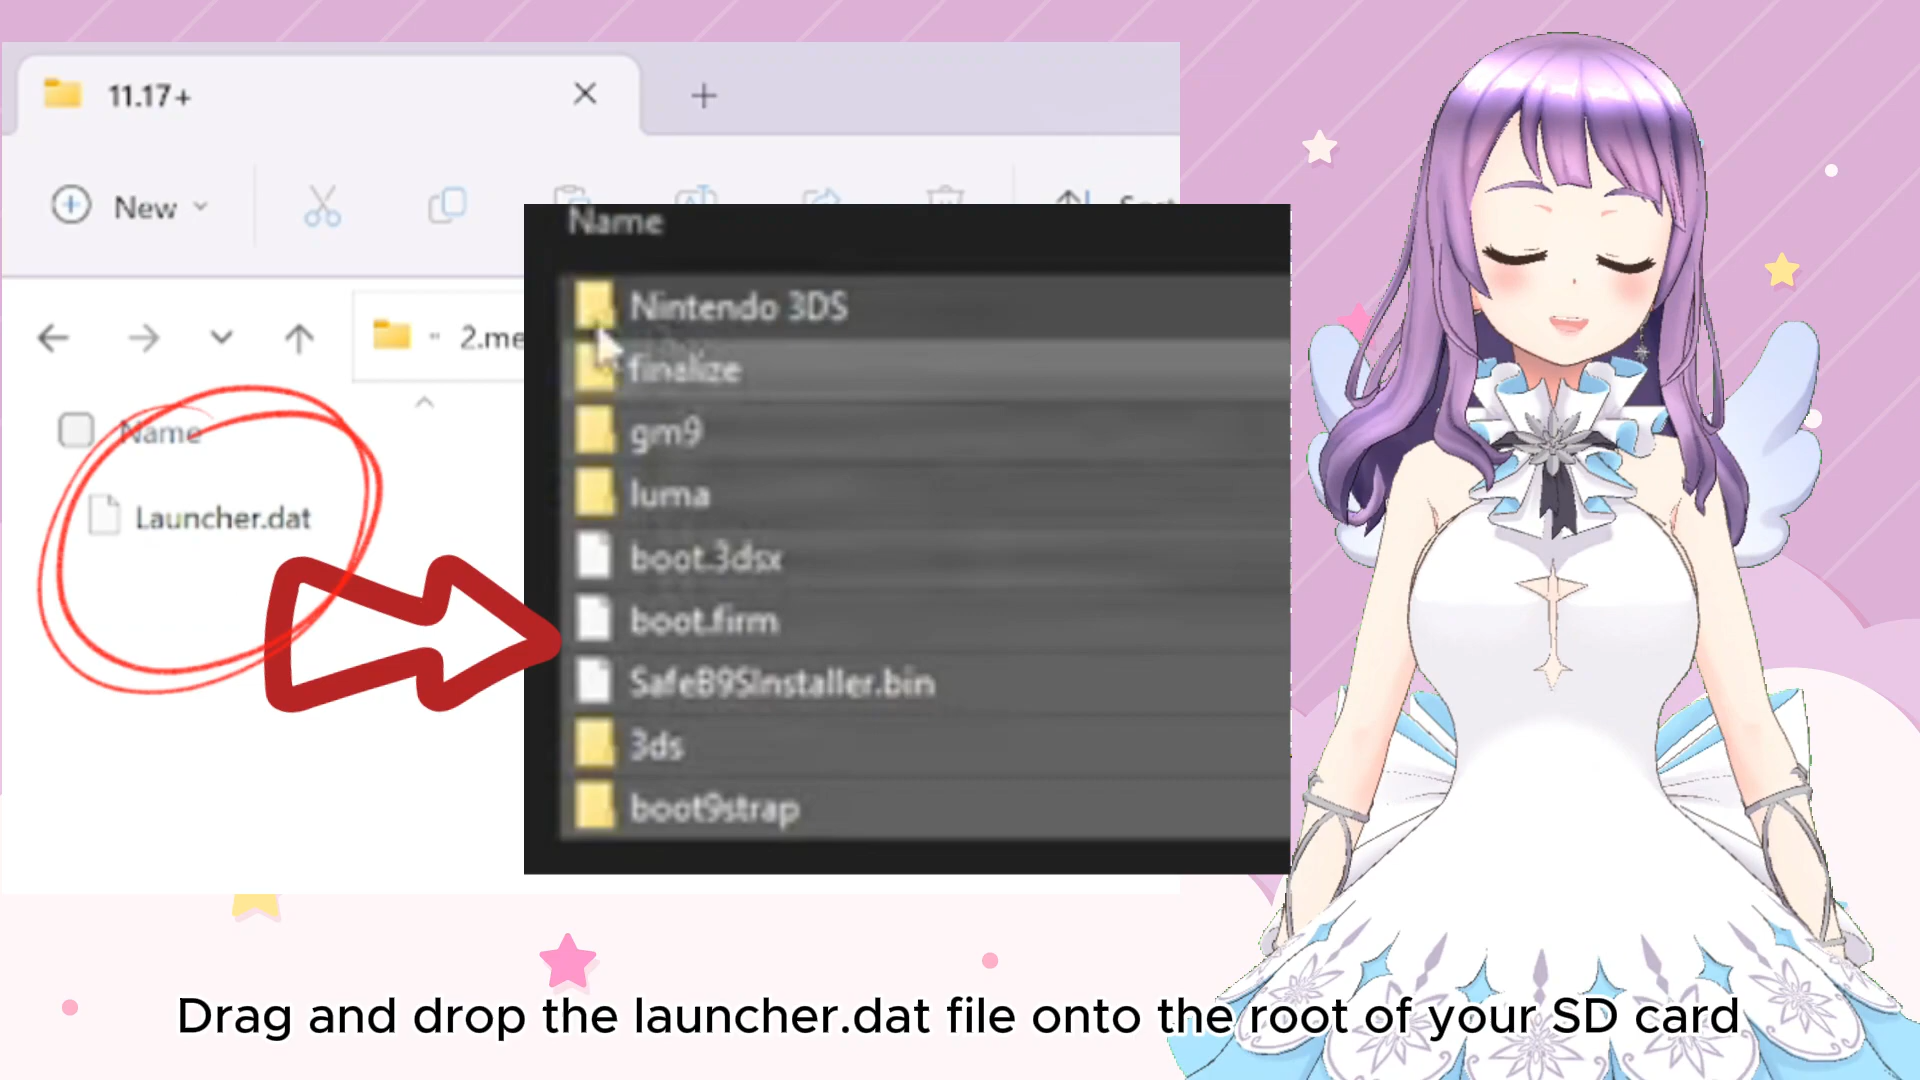 11.17+
New
2.me
Name
Launcher.dat
Name
Nintendo 3DS
finalize
gm9
luma
boot.3dsx
boot.firm
SafeB9SInstaller.bin
3ds
boot9strap
Drag and drop the launcher.dat file onto the root of your SD card